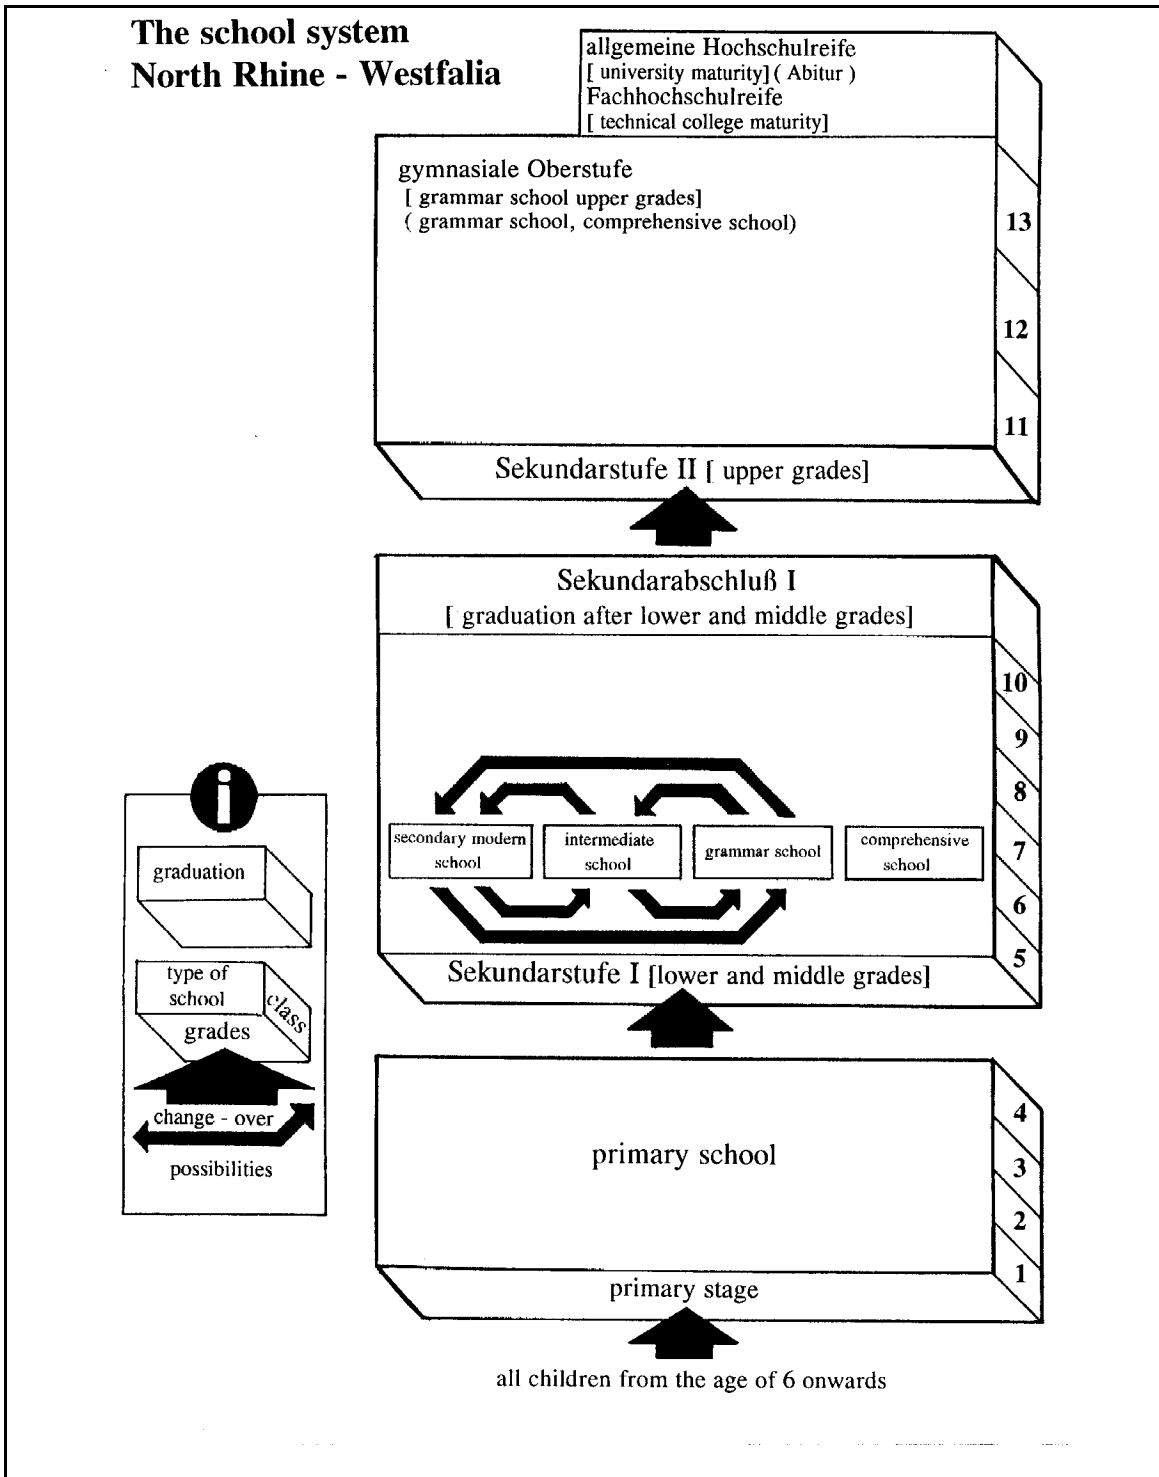 The school system
North Rhine - Westfalia
allgemeine Hochschulreife
[ university maturity] ( Abitur )
Fachhochschulreife
[ technical college maturity]
gymnasiale Oberstufe
[ grammar school upper grades]
( grammar school, comprehensive school)
13
12
11
Sekundarstufe II [ upper grades]
Sekundarabschluß I
[ graduation after lower and middle grades]
10
9
8
7
6
5
secondary modern
school
intermediate
school
grammar school
comprehensive
school
Sekundarstufe I [lower and middle grades]
i
graduation
type of
school
class
grades
change - over
possibilities
4
3
2
1
primary school
primary stage
all children from the age of 6 onwards